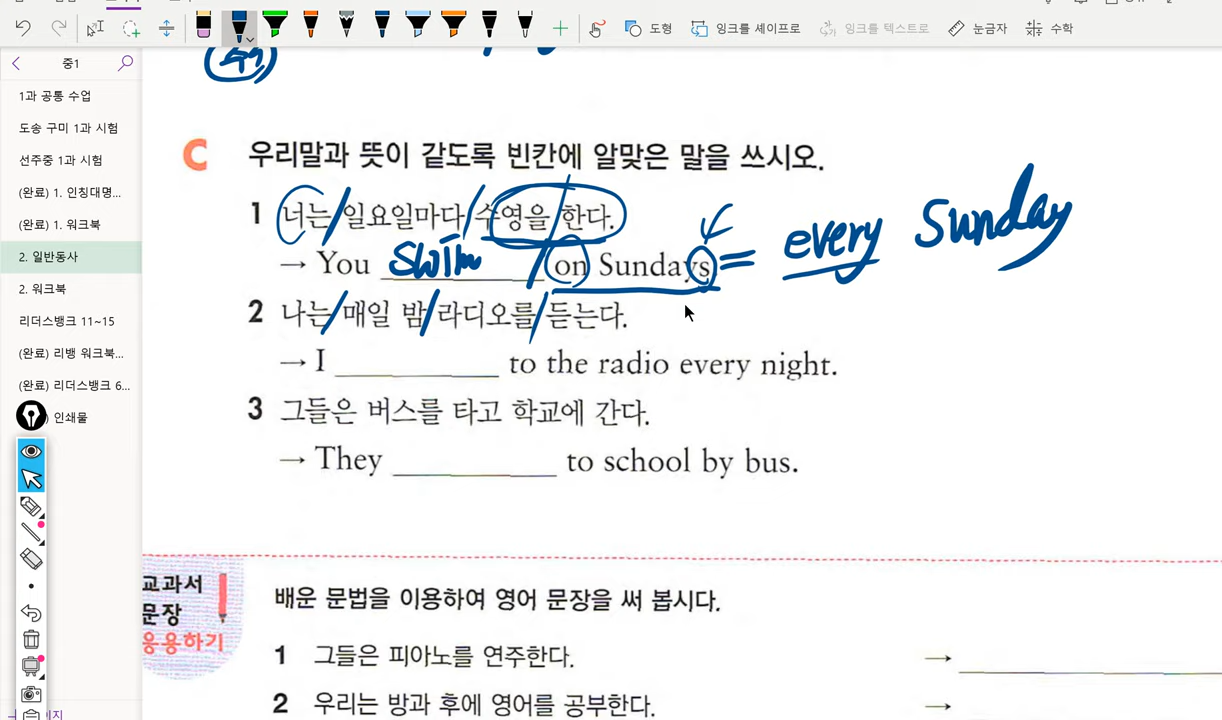 도형
잉크를 셰이프로
잉크를 텍스트로
눈금자
수학
중1
1과 공통 수업
도송 구미 1과 시험
선주중 1과 시험
(완료) 1. 인칭대명...
(완료) 1. 워크북
2. 일반동사
2. 워크북
리더스뱅크 11~15
(완료) 리뱅 워크북...
(완료) 리더스뱅크 6...
인쇄물
C 우리말과 뜻이 같도록 빈칸에 알맞은 말을 쓰시오.
1 너는/일요일마다/수영을/한다.
→ You swim / on Sundays = every Sunday
2 나는/매일 밤/라디오를/듣는다.
→ I ________ to the radio every night.
3 그들은 버스를 타고 학교에 간다.
→ They ________ to school by bus.
교과서
문장
응용하기
배운 문법을 이용하여 영어 문장을 써 봅시다.
1 그들은 피아노를 연주한다. →
2 우리는 방과 후에 영어를 공부한다. →